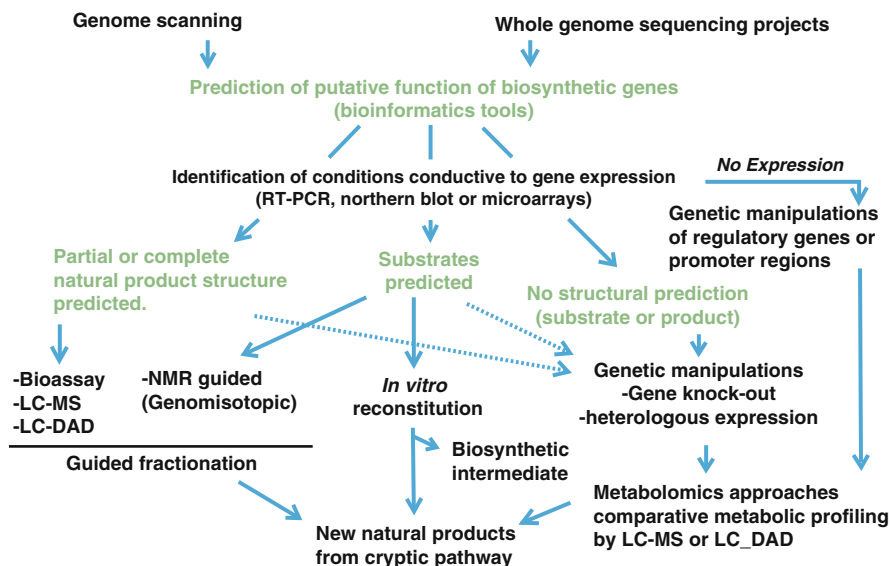 Genome scanning
Whole genome sequencing projects
Prediction of putative function of biosynthetic genes
(bioinformatics tools)
No Expression
Identification of conditions conductive to gene expression
(RT-PCR, northern blot or microarrays)
Genetic manipulations
of regulatory genes or
promoter regions
Partial or complete
natural product structure
predicted.
Substrates
predicted
No structural prediction
(substrate or product)
-Bioassay
-LC-MS
-LC-DAD
-NMR guided
(Genomisotopic)
Guided fractionation
In vitro
reconstitution
Genetic manipulations
-Gene knock-out
-heterologous expression
Biosynthetic
intermediate
Metabolomics approaches
comparative metabolic profiling
by LC-MS or LC_DAD
New natural products
from cryptic pathway